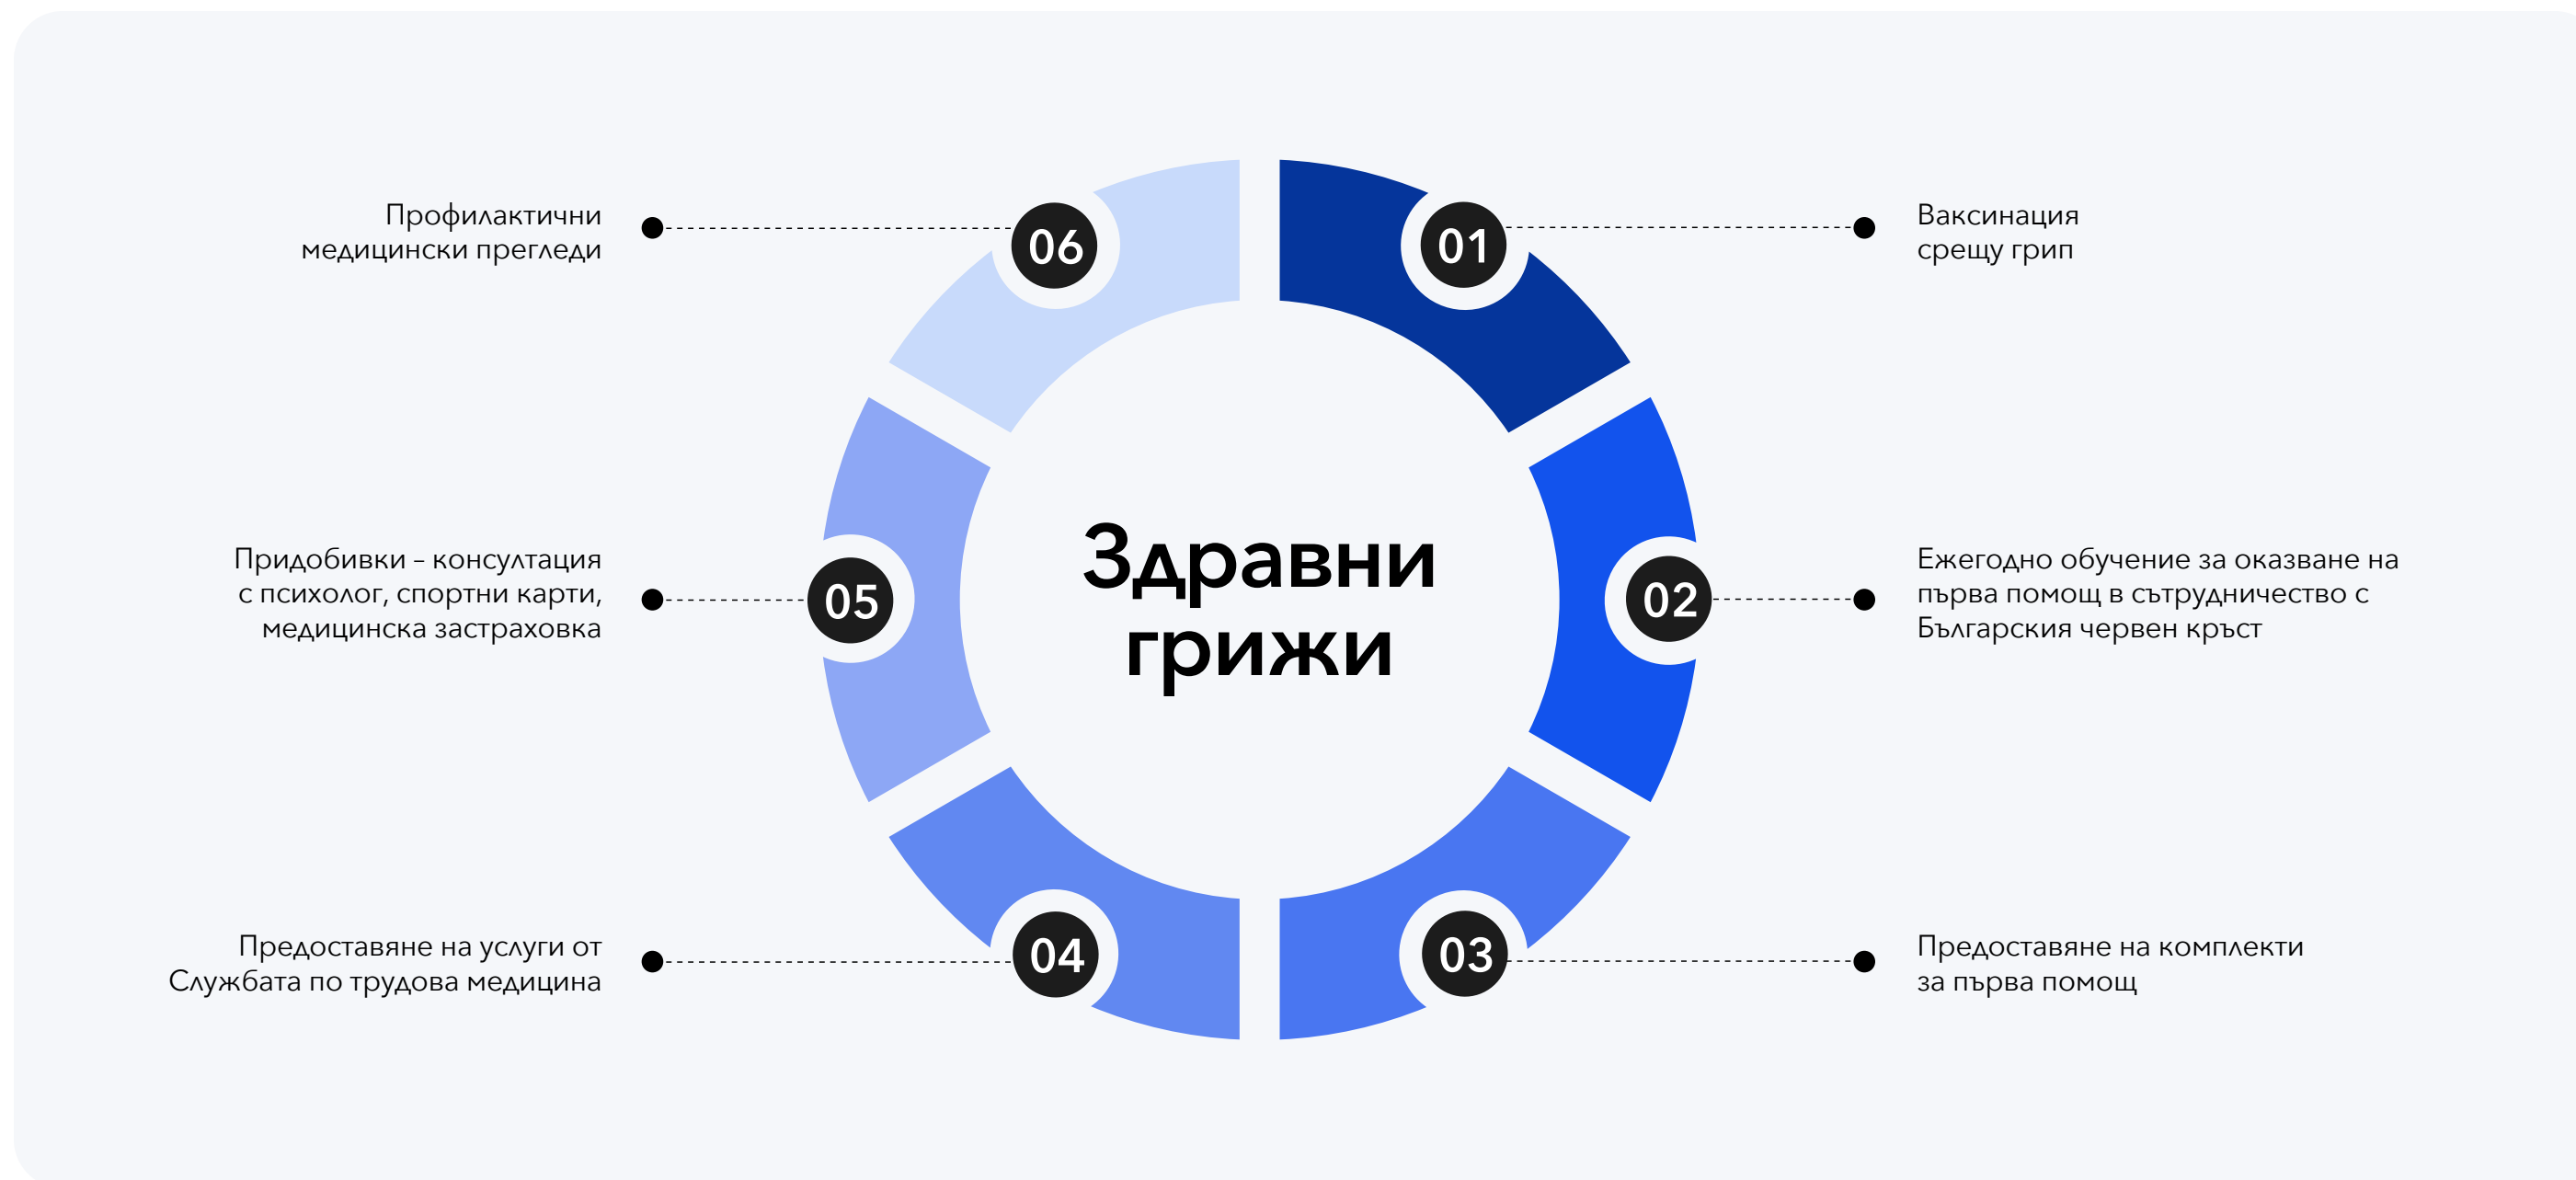 Здравни
грижи
01
Ваксинация
срещу грип
02
Ежегодно обучение за оказване на
първа помощ в сътрудничество с
Българския червен кръст
03
Предоставяне на комплекти
за първа помощ
04
Предоставяне на услуги от
Службата по трудова медицина
05
Придобивки – консултация
с психолог, спортни карти,
медицинска застраховка
06
Профилактични
медицински прегледи